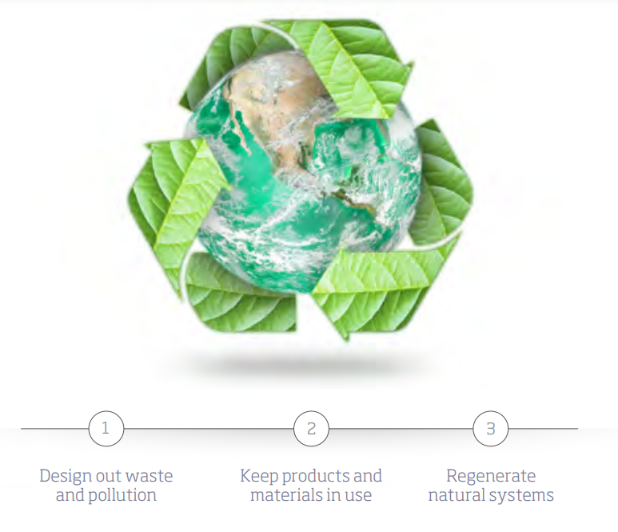 1
2
3
Design out waste
and pollution
Keep products and
materials in use
Regenerate
natural systems